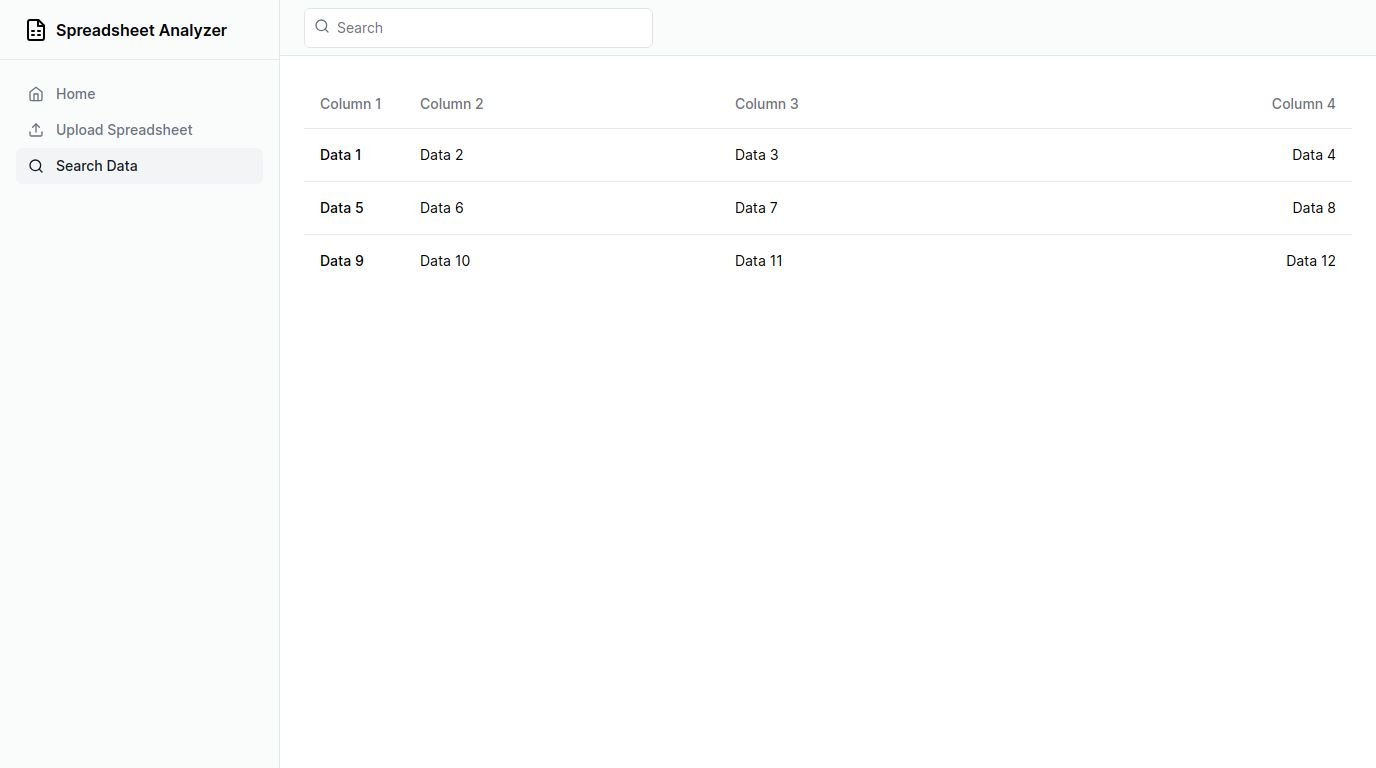 Spreadsheet Analyzer
Search
Home
Upload Spreadsheet
Search Data
Column 1 Column 2 Column 3 Column 4
Data 1 Data 2 Data 3 Data 4
Data 5 Data 6 Data 7 Data 8
Data 9 Data 10 Data 11 Data 12